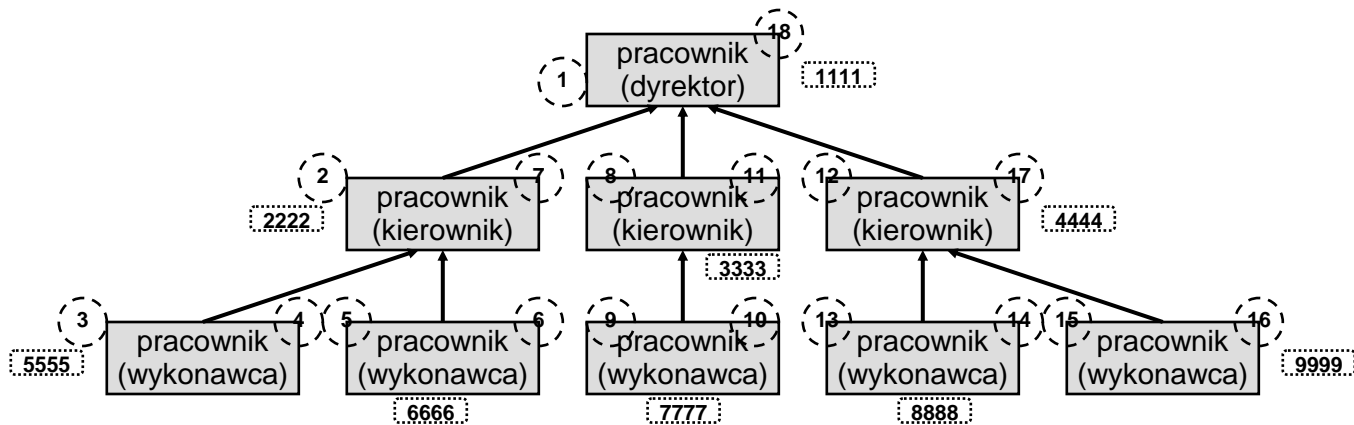 18
pracownik
(dyrektor)
1
1111
2
7
8
11
12
17
pracownik
(kierownik)
2222
pracownik
(kierownik)
3333
pracownik
(kierownik)
4444
3
4
5
6
9
10
13
14
15
16
pracownik
(wykonawca)
5555
pracownik
(wykonawca)
6666
pracownik
(wykonawca)
7777
pracownik
(wykonawca)
8888
pracownik
(wykonawca)
9999